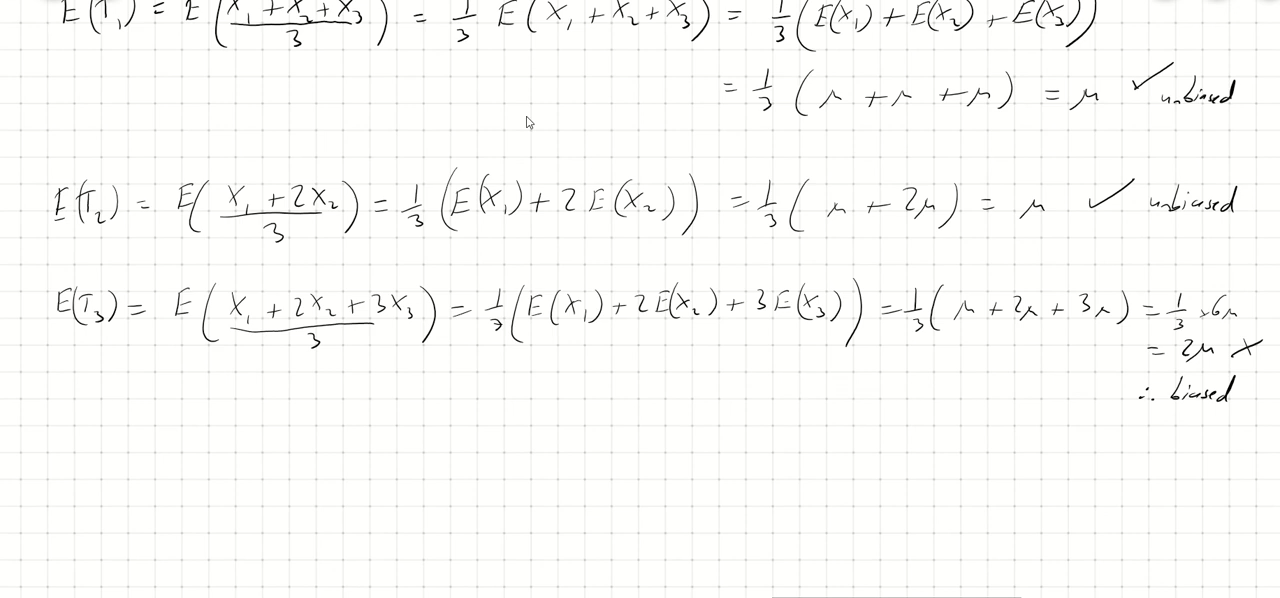 E(T₁) = E((X₁ + X₂ + X₃)/3) = 1/3 E(X₁ + X₂ + X₃) = 1/3 (E(X₁) + E(X₂) + E(X₃))
= 1/3 (μ + μ + μ) = μ ✓ unbiased
E(T₂) = E((X₁ + 2X₂)/3) = 1/3 (E(X₁) + 2E(X₂)) = 1/3 (μ + 2μ) = μ ✓ unbiased
E(T₃) = E((X₁ + 2X₂ + 3X₃)/3) = 1/3 (E(X₁) + 2E(X₂) + 3E(X₃)) = 1/3 (μ + 2μ + 3μ) = 1/3 × 6μ
= 2μ ✗
∴ biased